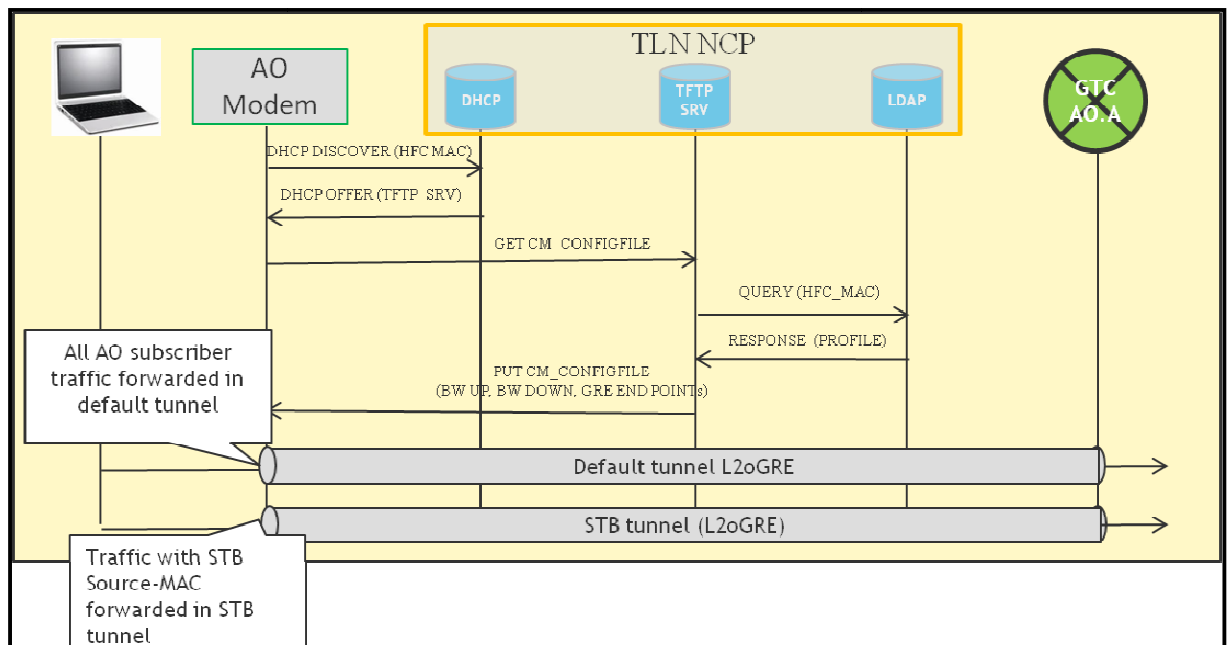 TLN NCP
AO
Modem
DHCP
TFTP
SRV
LDAP
GTC
AO.A
DHCP DISCOVER (HFC MAC)
DHCP OFFER (TFTP SRV)
GET CM CONFIGFILE
QUERY (HFC_MAC)
RESPONSE (PROFILE)
PUT CM_CONFIGFILE
(BW UP, BW DOWN, GRE END POINTs)
All AO subscriber
traffic forwarded in
default tunnel
Default tunnel L2oGRE
STB tunnel (L2oGRE)
Traffic with STB
Source-MAC
forwarded in STB
tunnel